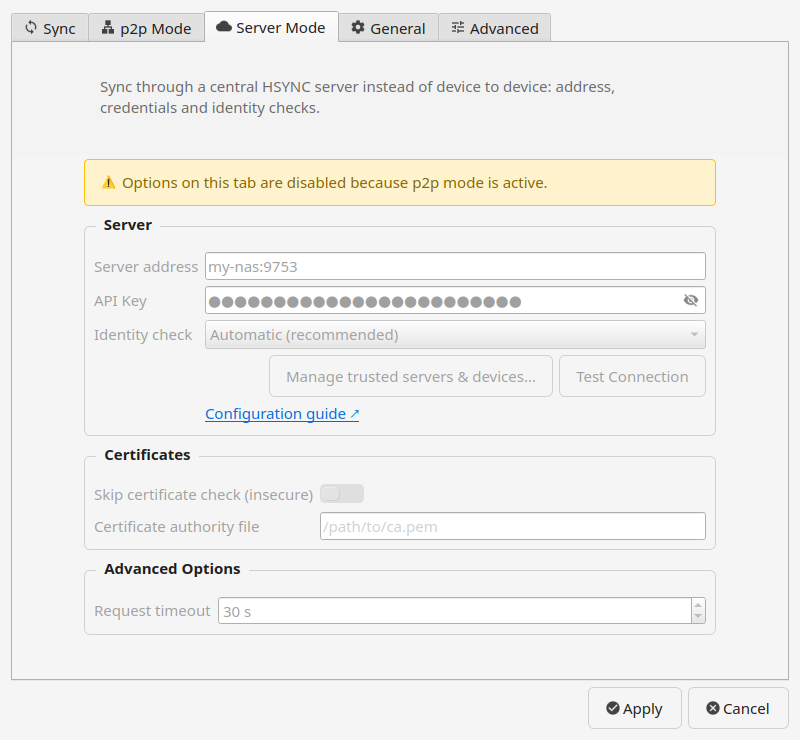 Sync p2p Mode Server Mode General Advanced
Sync through a central HSYNC server instead of device to device: address,
credentials and identity checks.
Options on this tab are disabled because p2p mode is active.
Server
Server address my-nas:9753
API Key ●●●●●●●●●●●●●●●●●●●●●●●●
Identity check Automatic (recommended)
Manage trusted servers & devices... Test Connection
Configuration guide ↗
Certificates
Skip certificate check (insecure)
Certificate authority file /path/to/ca.pem
Advanced Options
Request timeout 30 s
Apply Cancel